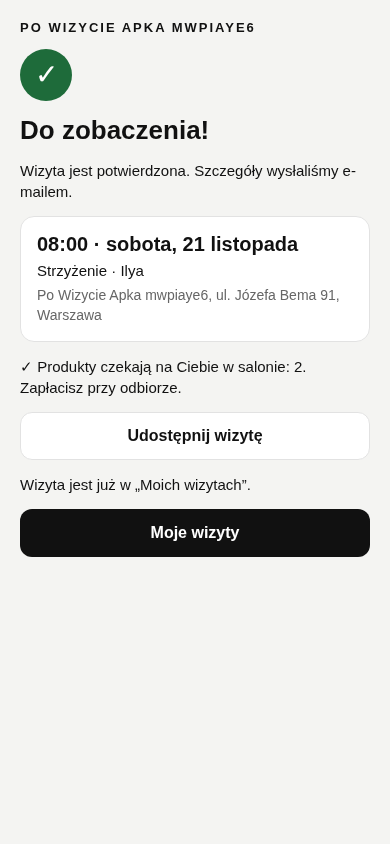 PO WIZYCIE APKA MWPIAYE6
✓
Do zobaczenia!
Wizyta jest potwierdzona. Szczegóły wysłaliśmy e-
mailem.
08:00 · sobota, 21 listopada
Strzyżenie · Ilya
Po Wizycie Apka mwpiaye6, ul. Józefa Bema 91,
Warszawa
✓ Produkty czekają na Ciebie w salonie: 2.
Zapłacisz przy odbiorze.
Udostępnij wizytę
Wizyta jest już w „Moich wizytach”.
Moje wizyty